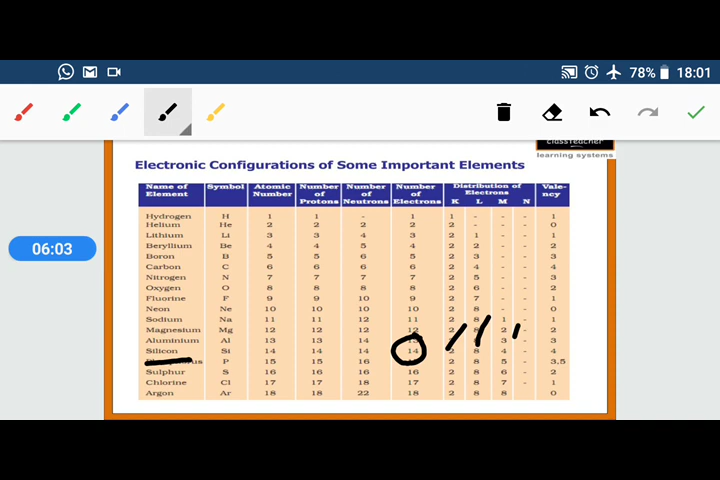 78% 18:01
classteacher
learning systems
Electronic Configurations of Some Important Elements
Name of Element Symbol Atomic Number Number of Protons Number of Neutrons Number of Electrons Distribution of Electrons K L M N Vale-ncy
Hydrogen H 1 1 - 1 1 - - - 1
Helium He 2 2 2 2 2 - - - 0
Lithium Li 3 3 4 3 2 1 - - 1
Beryllium Be 4 4 5 4 2 2 - - 2
Boron B 5 5 6 5 2 3 - - 3
Carbon C 6 6 6 6 2 4 - - 4
Nitrogen N 7 7 7 7 2 5 - - 3
Oxygen O 8 8 8 8 2 6 - - 2
Fluorine F 9 9 10 9 2 7 - - 1
Neon Ne 10 10 10 10 2 8 - - 0
Sodium Na 11 11 12 11 2 8 1 - 1
Magnesium Mg 12 12 12 12 2 8 2 - 2
Aluminium Al 13 13 14 2 8 3 - 3
Silicon Si 14 14 14 14 2 8 4 - 4
P 15 15 16 2 8 5 - 3,5
Sulphur S 16 16 16 16 2 8 6 - 2
Chlorine Cl 17 17 18 17 2 8 7 - 1
Argon Ar 18 18 22 18 2 8 8 0
06:03